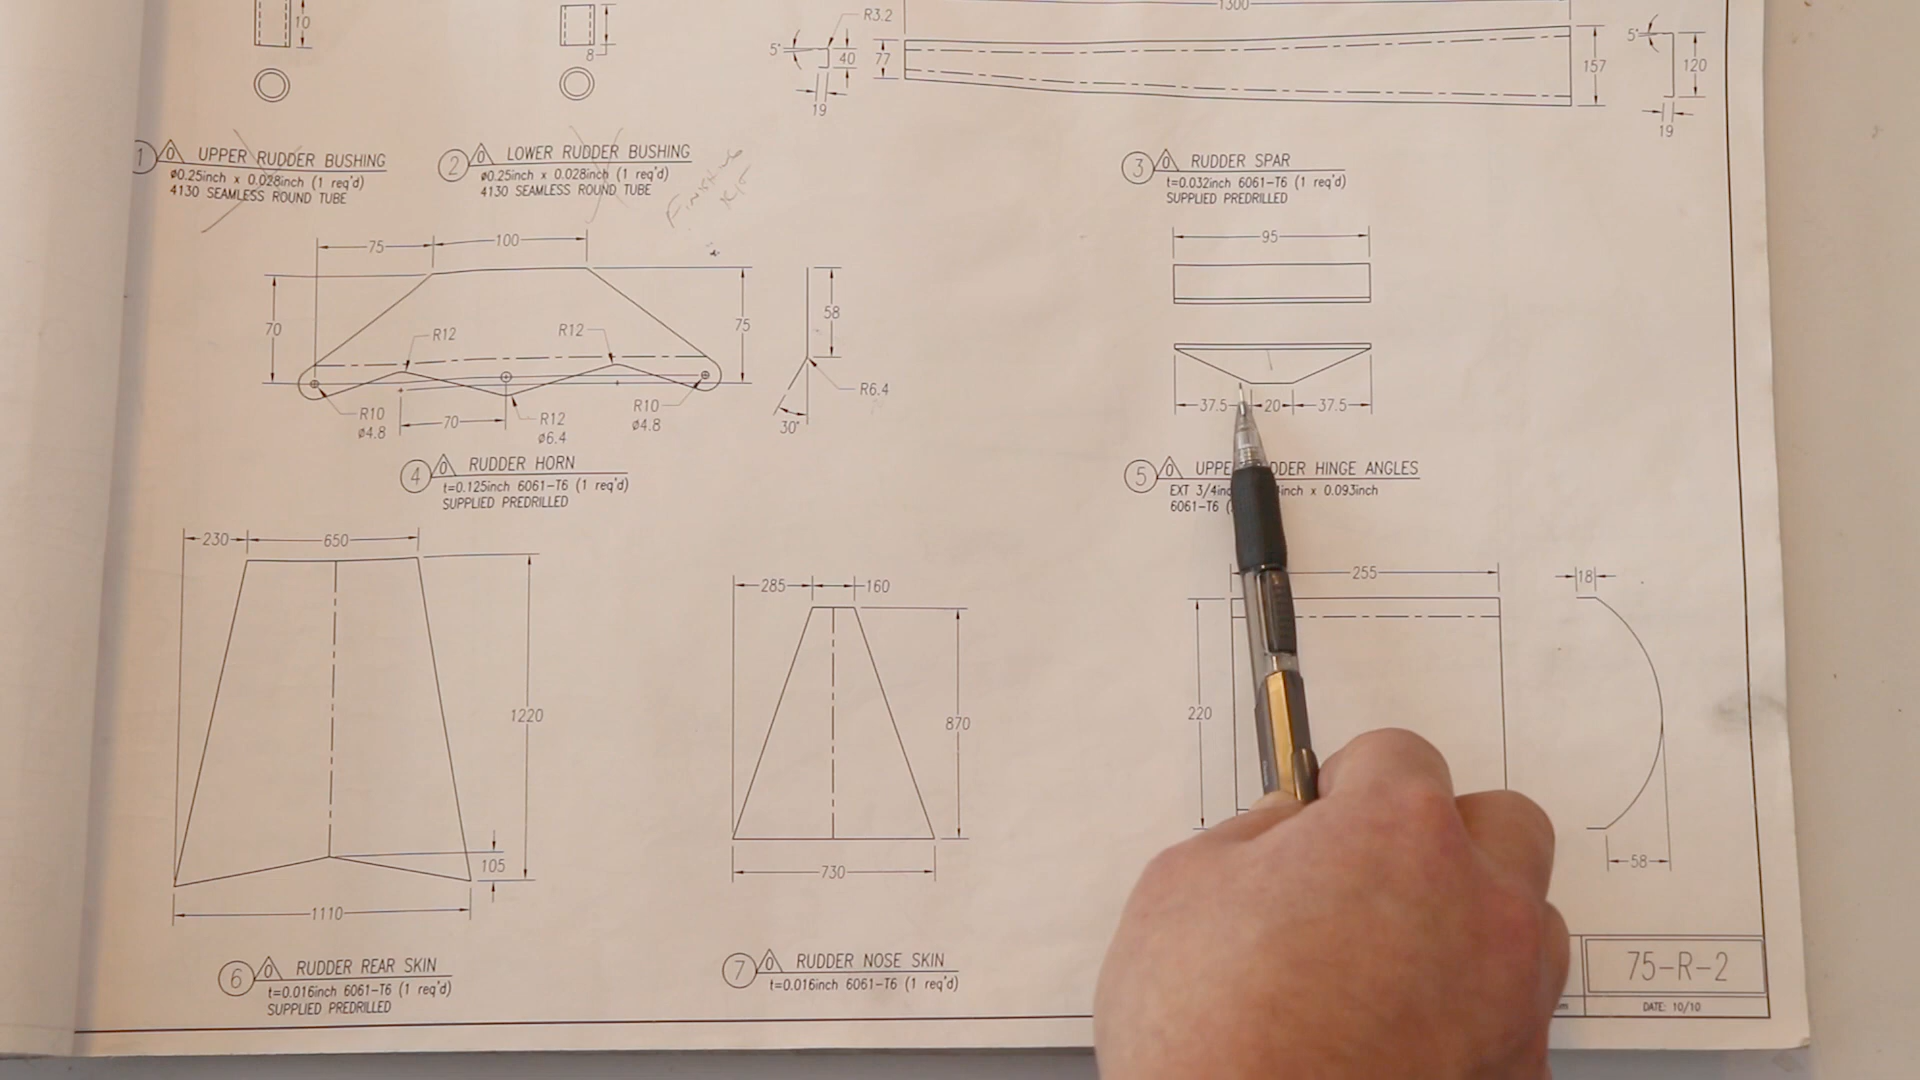 10
8
R3.2
5°
40
77
19
1300
157
5°
120
19
1 0 UPPER RUDDER BUSHING
ø0.25inch x 0.028inch (1 req'd)
4130 SEAMLESS ROUND TUBE
2 0 LOWER RUDDER BUSHING
ø0.25inch x 0.028inch (1 req'd)
4130 SEAMLESS ROUND TUBE
3 0 RUDDER SPAR
t=0.032inch 6061-T6 (1 req'd)
SUPPLIED PREDRILLED
75
100
70
R12
R12
75
58
R6.4
30°
R10
ø4.8
70
R12
ø6.4
R10
ø4.8
95
37.5
20
37.5
4 0 RUDDER HORN
t=0.125inch 6061-T6 (1 req'd)
SUPPLIED PREDRILLED
5 0 HINGE ANGLES
EXT x 0.093inch
6061-T6
230
650
1220
105
1110
285
160
870
730
255
220
18
58
6 0 RUDDER REAR SKIN
t=0.016inch 6061-T6 (1 req'd)
SUPPLIED PREDRILLED
7 0 RUDDER NOSE SKIN
t=0.016inch 6061-T6 (1 req'd)
75-R-2
DATE: 10/10